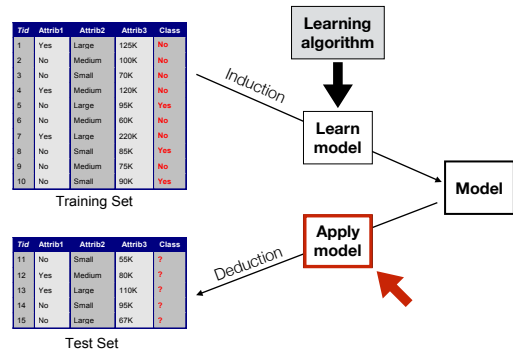 Tid Attrib1 Attrib2 Attrib3 Class
1 Yes Large 125K No
2 No Medium 100K No
3 No Small 70K No
4 Yes Medium 120K No
5 No Large 95K Yes
6 No Medium 60K No
7 Yes Large 220K No
8 No Small 85K Yes
9 No Medium 75K No
10 No Small 90K Yes
Training Set
Learning
algorithm
Induction
Learn
model
Model
Apply
model
Deduction
Tid Attrib1 Attrib2 Attrib3 Class
11 No Small 55K ?
12 Yes Medium 80K ?
13 Yes Large 110K ?
14 No Small 95K ?
15 No Large 67K ?
Test Set